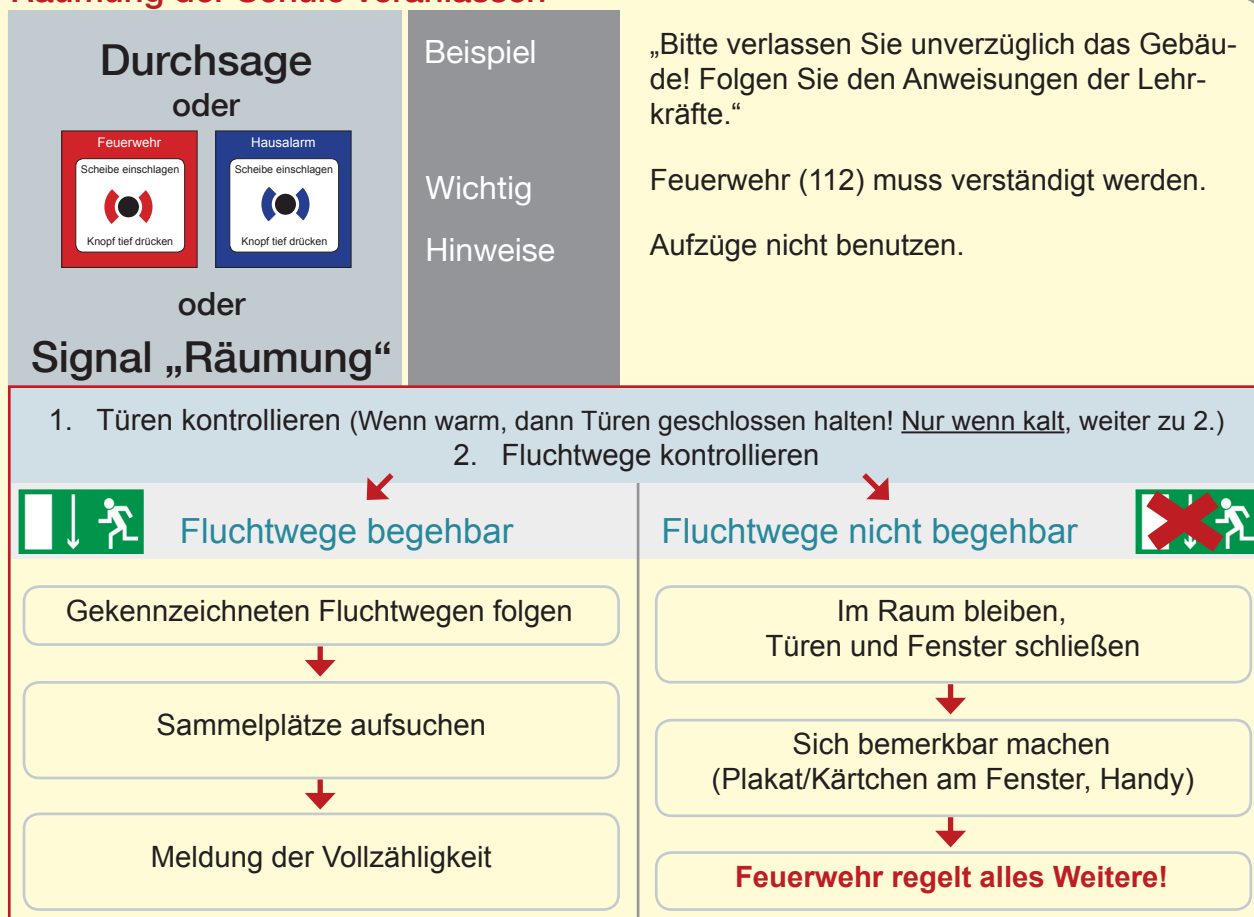 Räumung der Schule veranlassen
Durchsage
oder
Feuerwehr
Scheibe einschlagen
Knopf tief drücken
Hausalarm
Scheibe einschlagen
Knopf tief drücken
oder
Signal „Räumung“
Beispiel
„Bitte verlassen Sie unverzüglich das Gebäu-
de! Folgen Sie den Anweisungen der Lehr-
kräfte.“
Wichtig
Feuerwehr (112) muss verständigt werden.
Hinweise
Aufzüge nicht benutzen.
1. Türen kontrollieren (Wenn warm, dann Türen geschlossen halten! Nur wenn kalt, weiter zu 2.)
2. Fluchtwege kontrollieren
Fluchtwege begehbar
Gekennzeichneten Fluchtwegen folgen
Sammelplätze aufsuchen
Meldung der Vollzähligkeit
Fluchtwege nicht begehbar
Im Raum bleiben,
Türen und Fenster schließen
Sich bemerkbar machen
(Plakat/Kärtchen am Fenster, Handy)
Feuerwehr regelt alles Weitere!